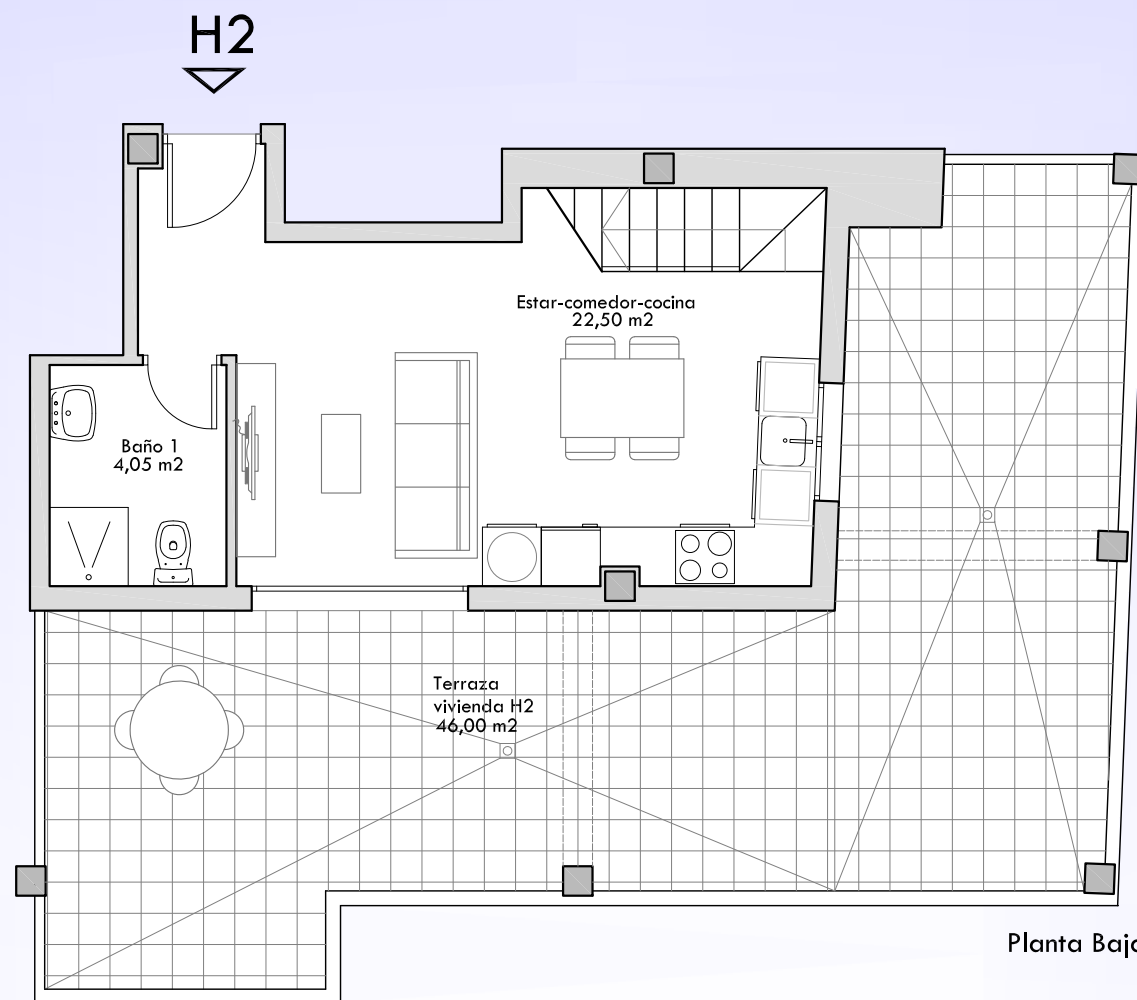 H2
Estar-comedor-cocina
22,50 m2
Baño 1
4,05 m2
Terraza
vivienda H2
46,00 m2
Planta Baja